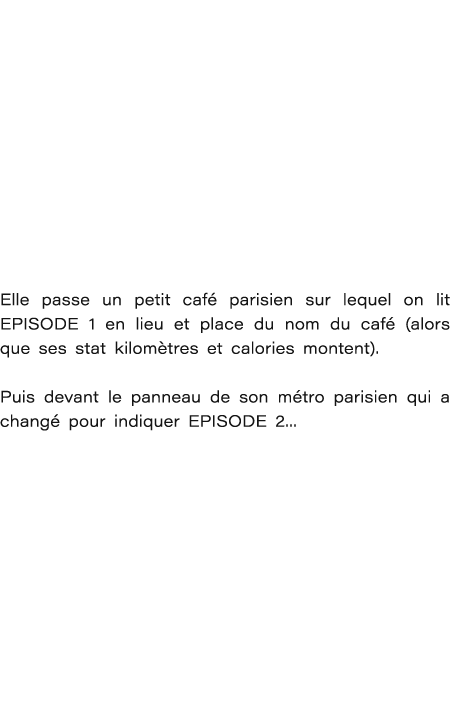 Elle passe un petit café parisien sur lequel on lit
EPISODE 1 en lieu et place du nom du café (alors
que ses stat kilomètres et calories montent).
Puis devant le panneau de son métro parisien qui a
changé pour indiquer EPISODE 2...